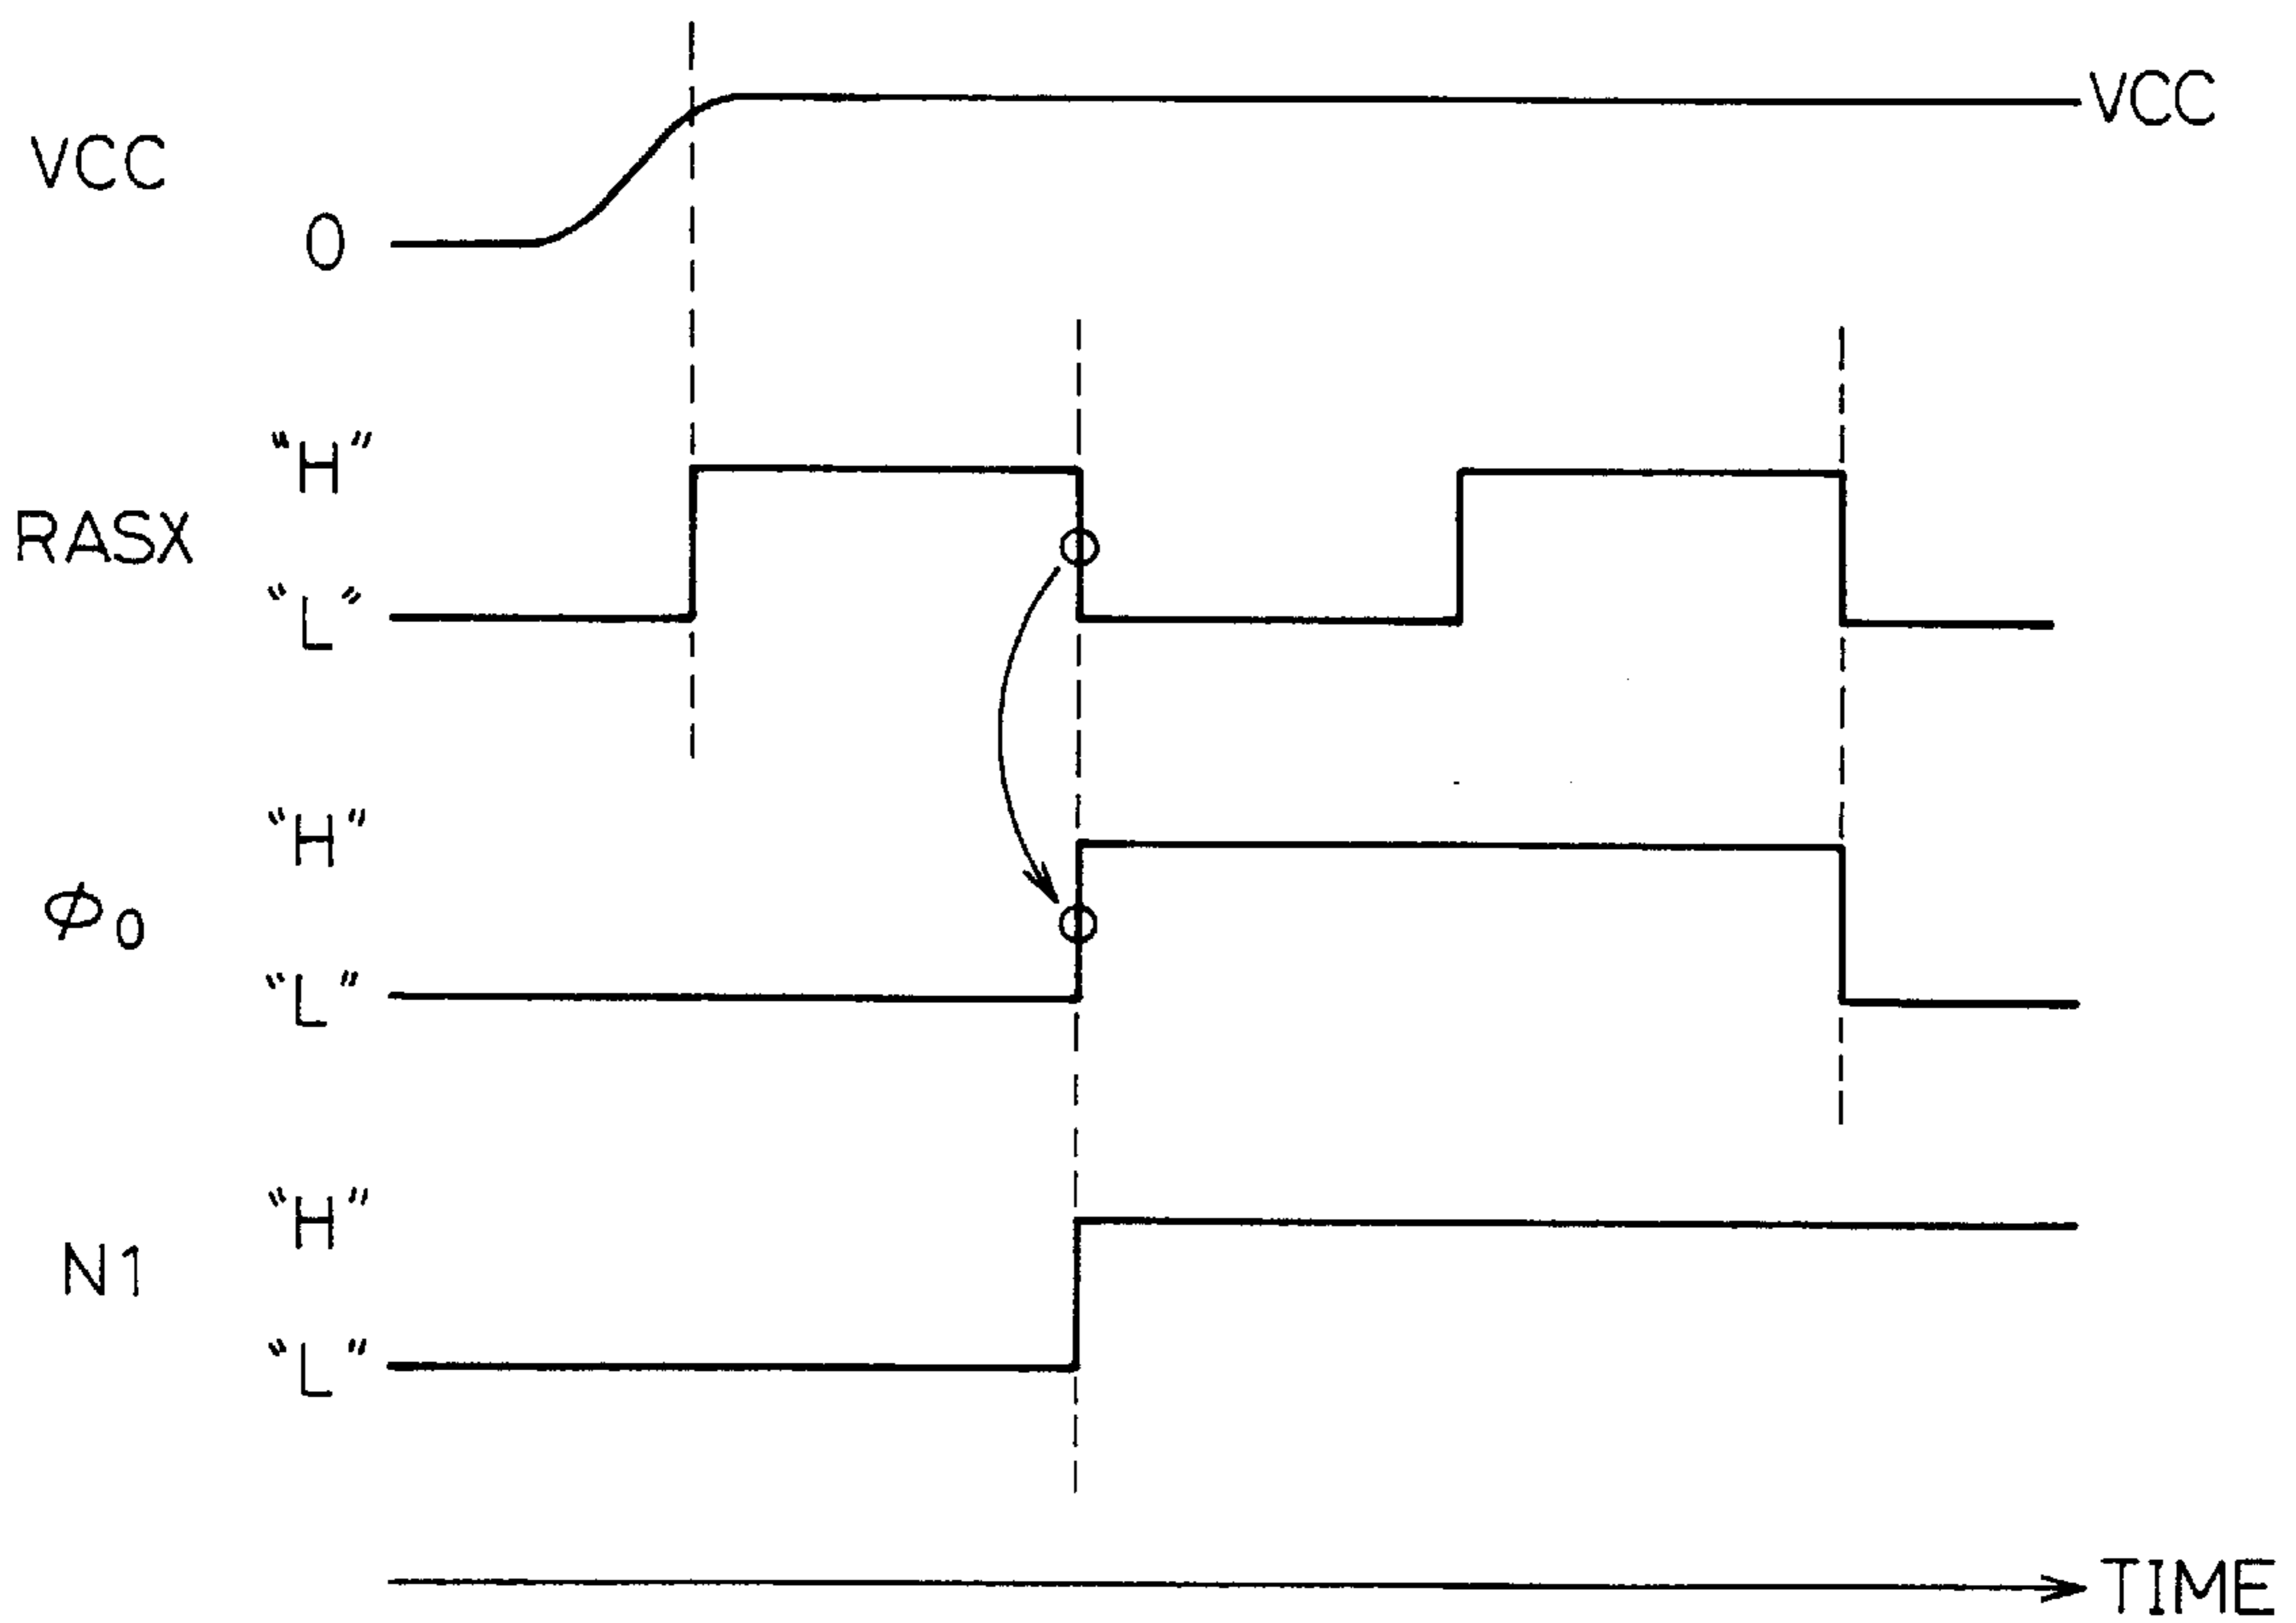 VCC
VCC
0
“H”
RASX
“L”
“H”
ϕ0
“L”
“H”
N1
“L”
TIME